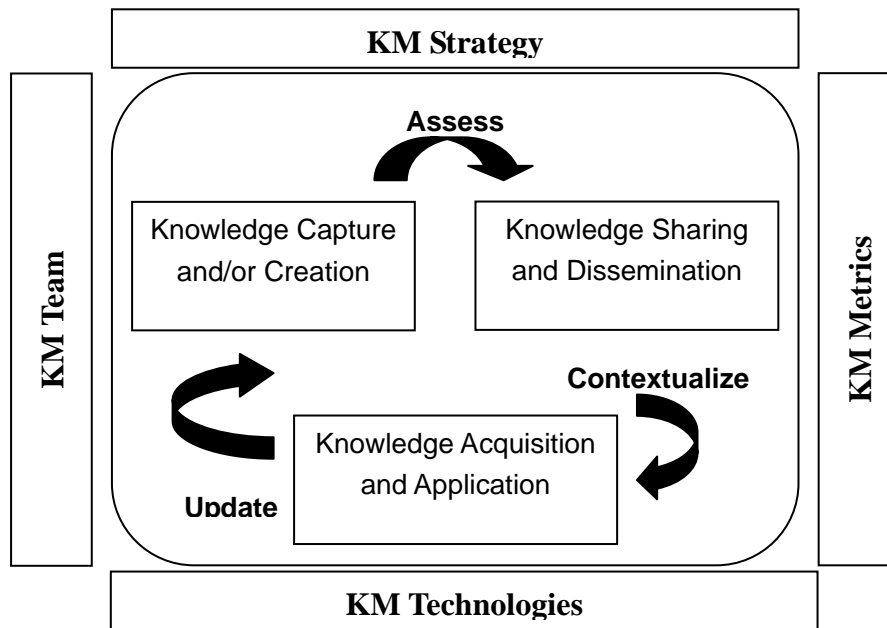 KM Strategy
Assess
Knowledge Capture
and/or Creation
Knowledge Sharing
and Dissemination
KM Team
KM Metrics
Contextualize
Knowledge Acquisition
and Application
Update
KM Technologies